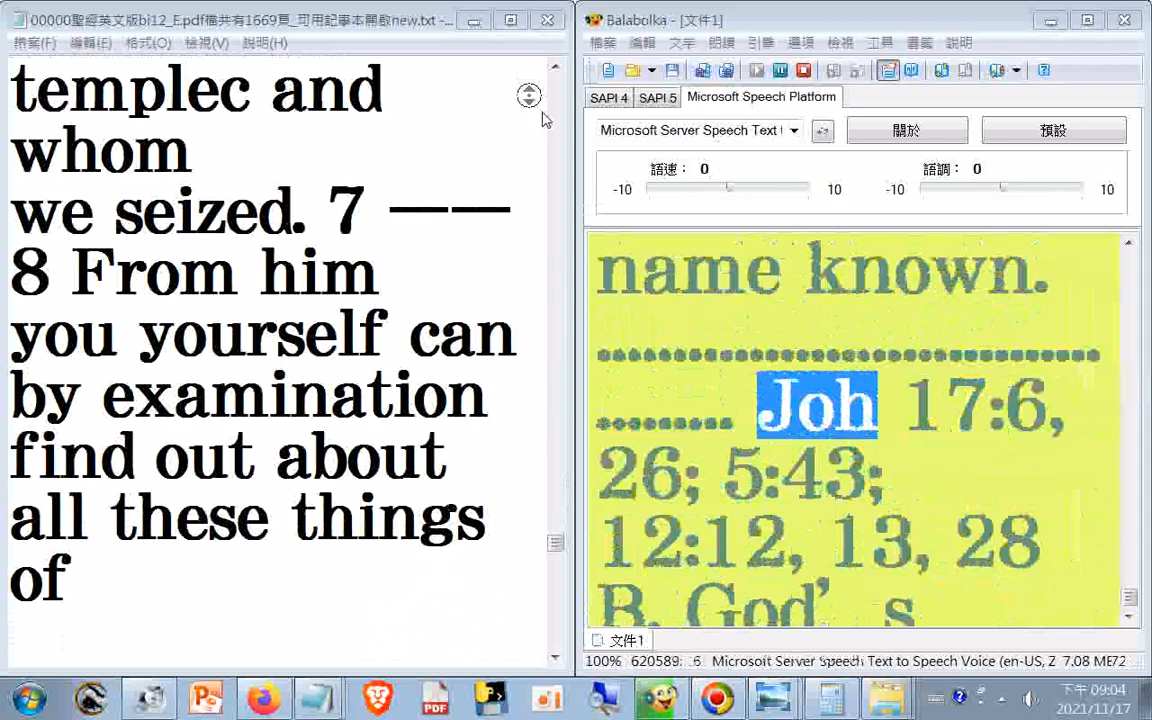 00000聖經英文版bi12_E.pdf檔共有1669頁_可用記事本開啟new.txt -...
檔案(F) 編輯(E) 格式(O) 檢視(V) 說明(H)
templec and
whom
we seized. 7 ——
8 From him
you yourself can
by examination
find out about
all these things
of
Balabolka - [文件1]
檔案 編輯 文字 朗讀 引擎 選項 檢視 工具 書籤 說明
SAPI 4 SAPI 5 Microsoft Speech Platform
Microsoft Server Speech Text 關於 預設
語速： 0 語調： 0
-10 10 -10 10
name known.
........................................
........... Joh 17:6,
26; 5:43;
12:12, 13, 28
B. God’s
文件1
100% Microsoft Server Speech Text to Speech Voice (en-US, Z
下午 09:04
2021/11/17